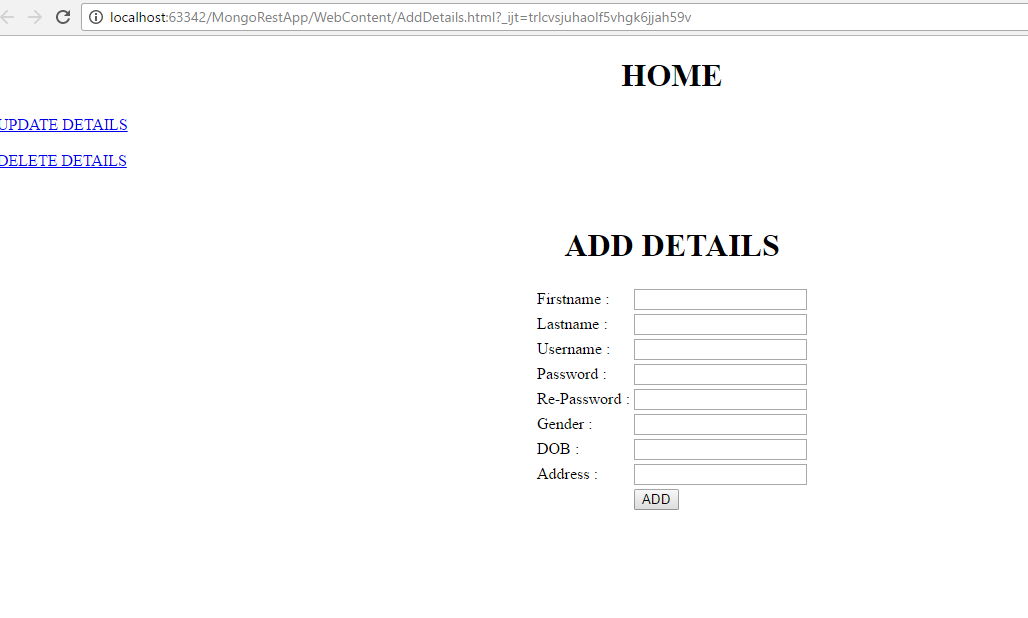 localhost:63342/MongoRestApp/WebContent/AddDetails.html?_ijt=trlcvsjuhaolf5vhgk6jjah59v
HOME
UPDATE DETAILS
DELETE DETAILS
ADD DETAILS
Firstname :
Lastname :
Username :
Password :
Re-Password :
Gender :
DOB :
Address :
ADD